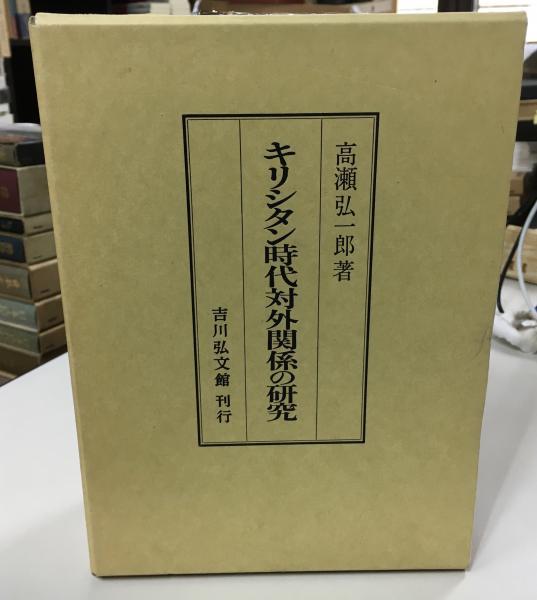 高瀬弘一郎著
キリシタン時代対外関係の研究
吉川弘文館 刊行